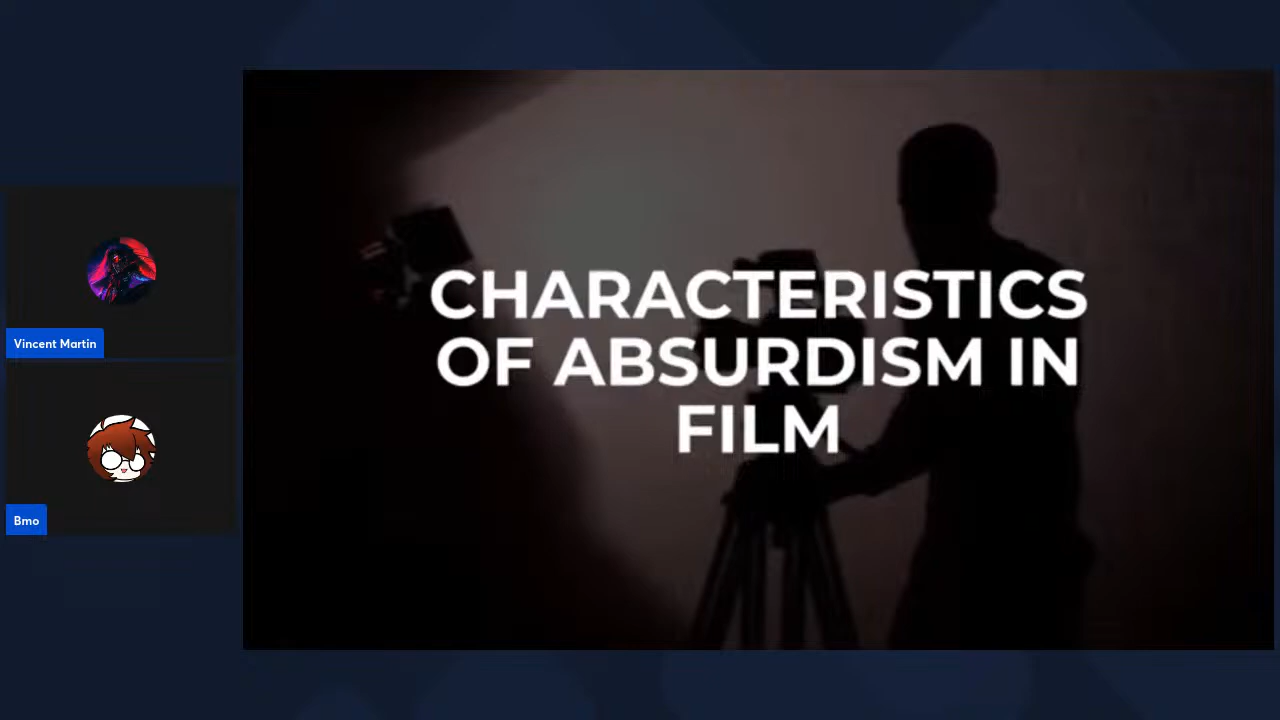 Vincent Martin
Bmo
CHARACTERISTICS
OF ABSURDISM IN
FILM